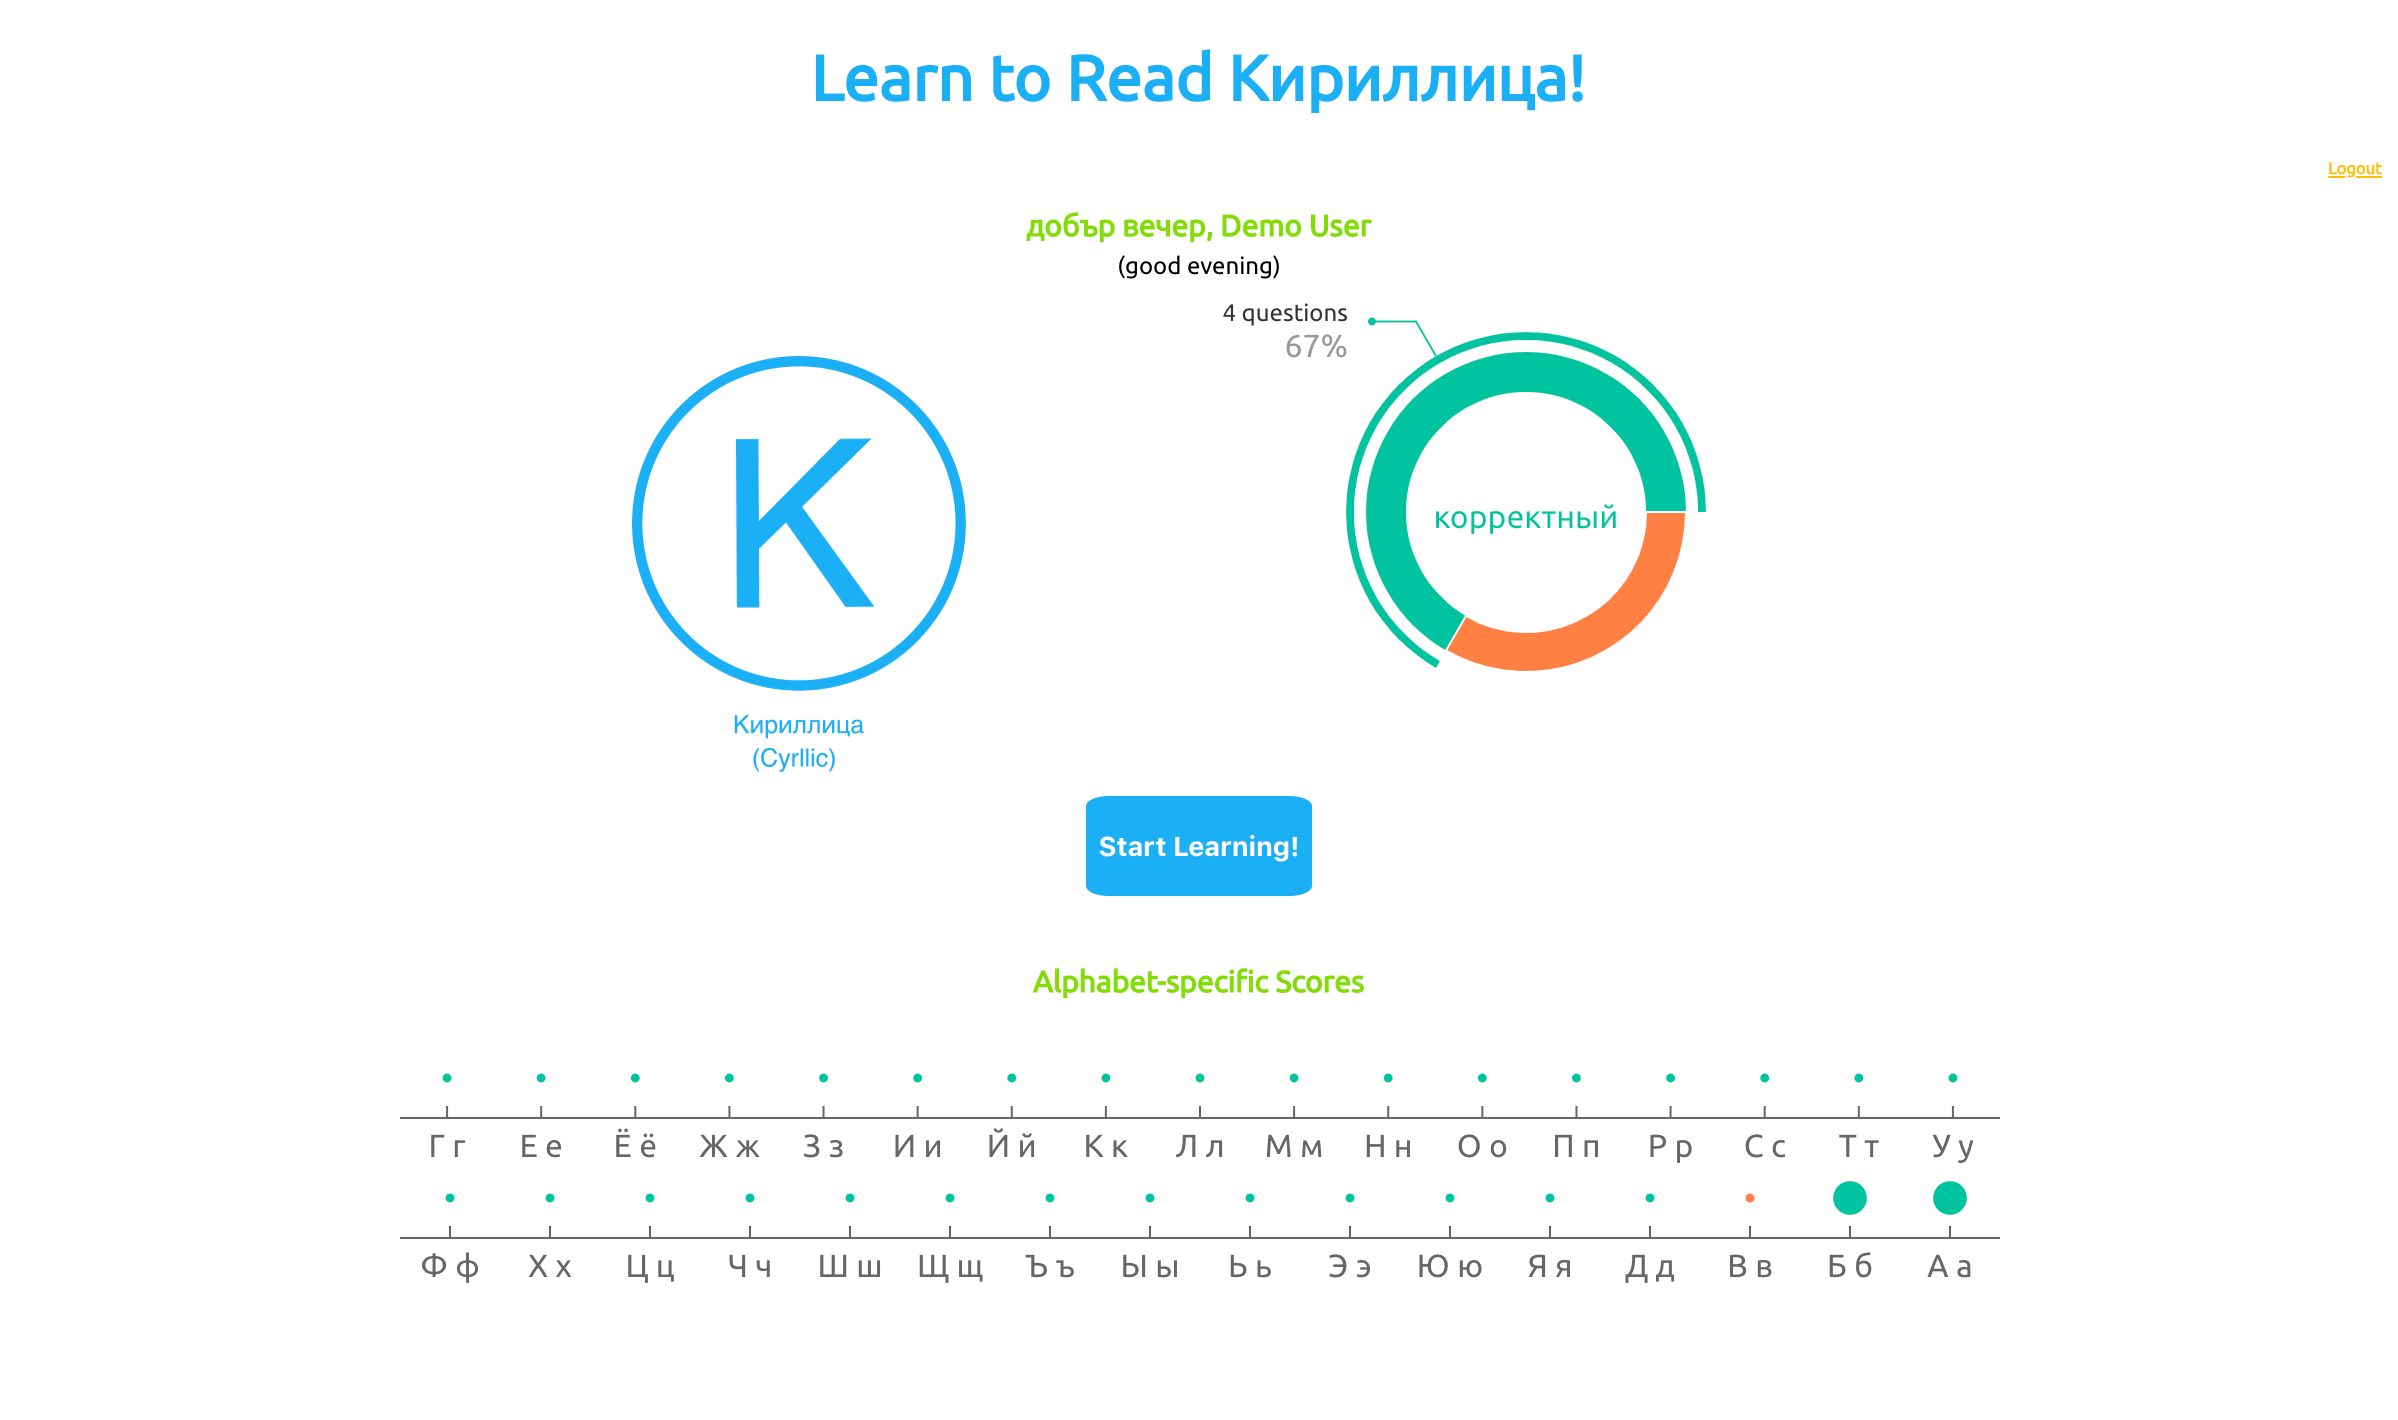 Learn to Read Кириллица!
Logout
добър вечер, Demo User
(good evening)
4 questions
67%
K
Кириллица
(Cyrllic)
корректный
Start Learning!
Alphabet-specific Scores
Г г Е е Ё ё Ж ж З з И и Й й К к Л л М м Н н О о П п Р р С с Т т У у
Ф ф Х х Ц ц Ч ч Ш ш Щ щ Ъ ъ Ы ы Ь ь Э э Ю ю Я я Д д В в Б б А а